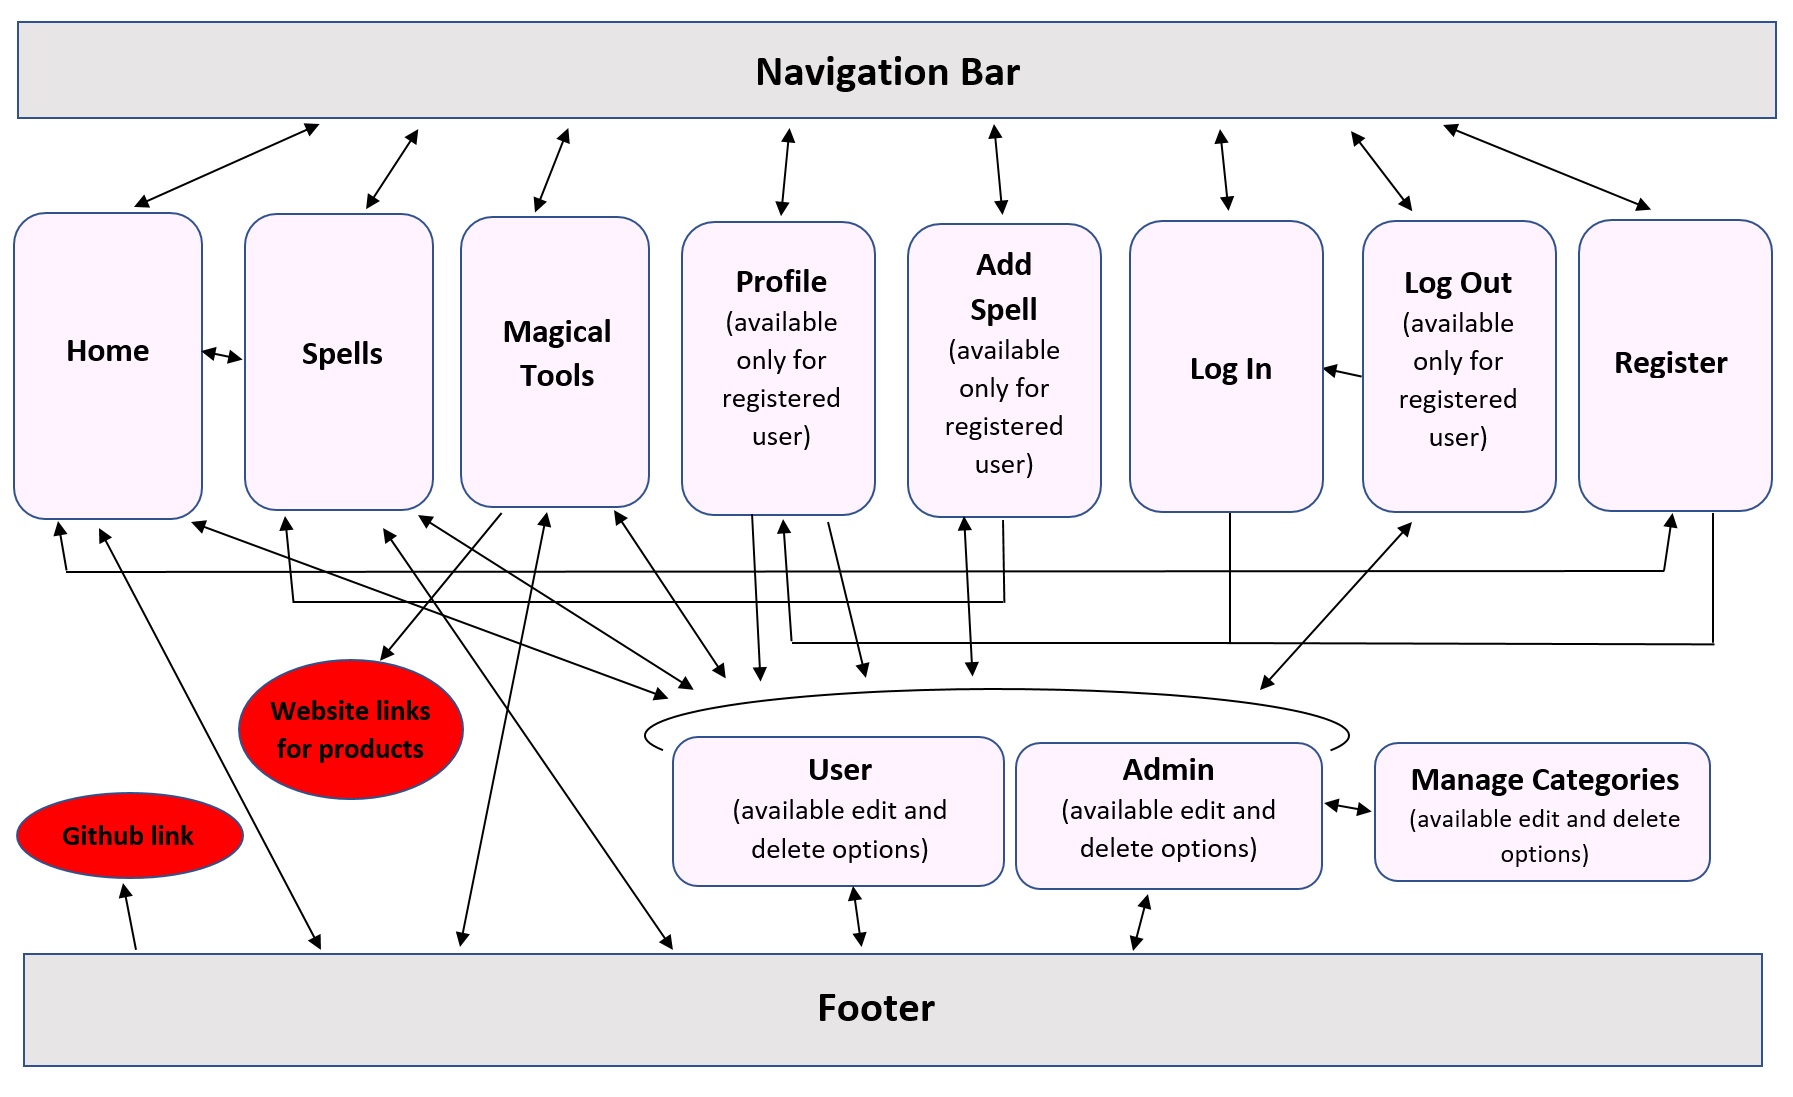 Navigation Bar
Home
Spells
Magical
Tools
Profile
(available
only for
registered
user)
Add
Spell
(available
only for
registered
user)
Log In
Log Out
(available
only for
registered
user)
Register
Website links
for products
Github link
User
(available edit and
delete options)
Admin
(available edit and
delete options)
Manage Categories
(available edit and delete
options)
Footer